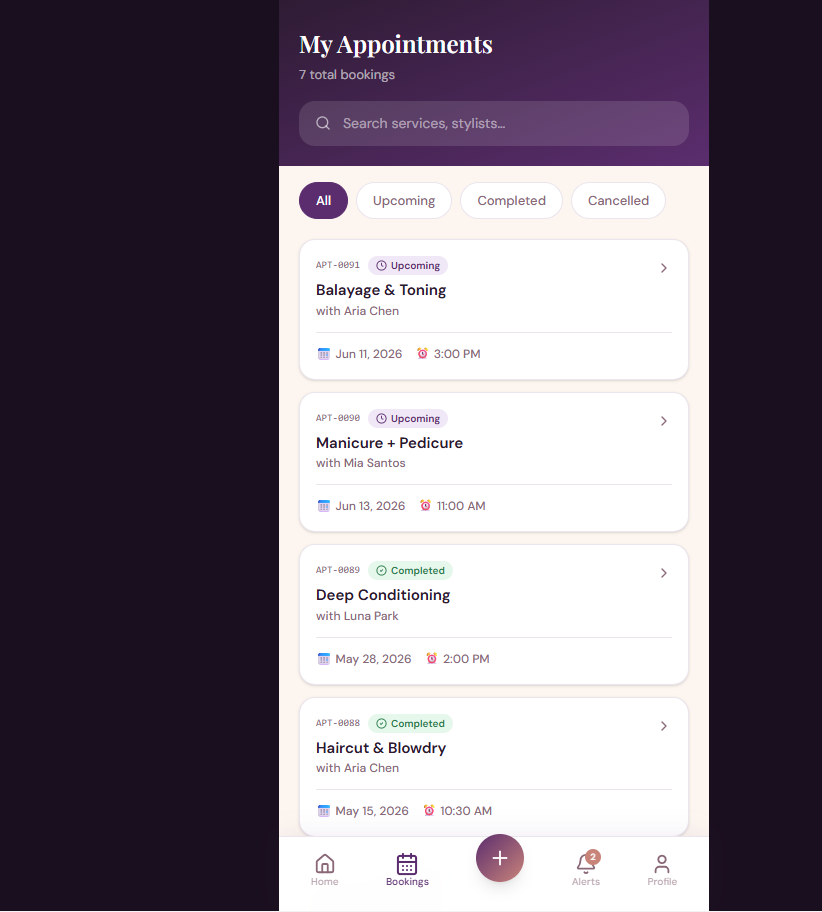 My Appointments
7 total bookings
Search services, stylists...
All Upcoming Completed Cancelled
APT-0091 Upcoming
Balayage & Toning
with Aria Chen
Jun 11, 2026 3:00 PM
APT-0090 Upcoming
Manicure + Pedicure
with Mia Santos
Jun 13, 2026 11:00 AM
APT-0089 Completed
Deep Conditioning
with Luna Park
May 28, 2026 2:00 PM
APT-0088 Completed
Haircut & Blowdry
with Aria Chen
May 15, 2026 10:30 AM
2
Home Bookings + Alerts Profile